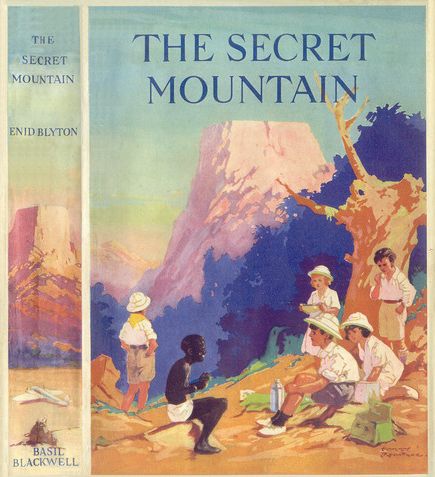 THE
SECRET
MOUNTAIN
ENID BLYTON
BASIL
BLACKWELL
THE SECRET
MOUNTAIN